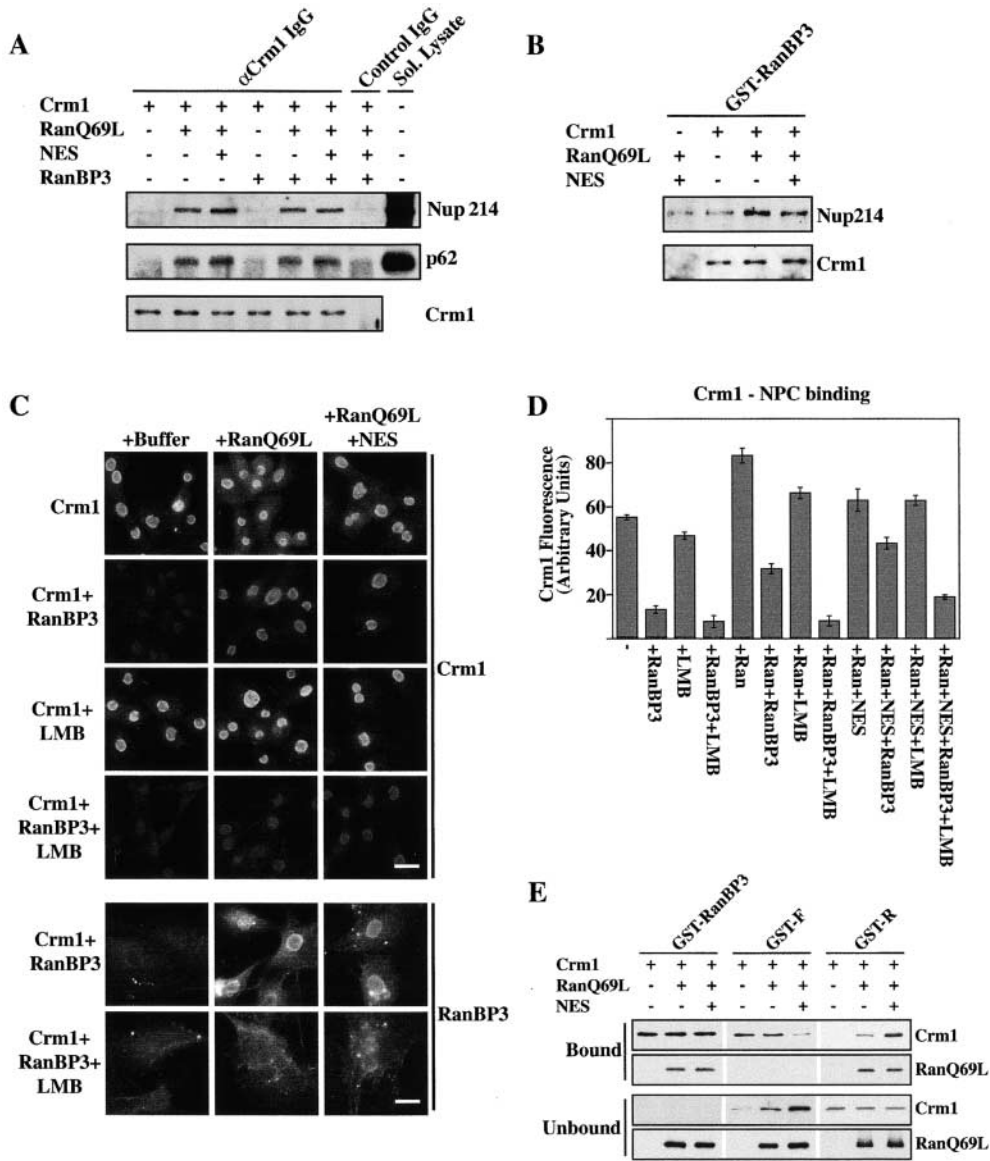 A
αCrm1 IgG
Control IgG
Sol. Lysate
Crm1 + + + + + + + -
RanQ69L - + + - + + + -
NES - - + - - + + -
RanBP3 - - - + + + + -
Nup 214
p62
Crm1
B
GST-RanBP3
Crm1 - + + +
RanQ69L + - + +
NES + - - +
Nup214
Crm1
C
+Buffer
+RanQ69L
+RanQ69L
+NES
Crm1
Crm1+
RanBP3
Crm1+
LMB
Crm1+
RanBP3+
LMB
Crm1
Crm1+
RanBP3
Crm1+
RanBP3+
LMB
RanBP3
D
Crm1 - NPC binding
Crm1 Fluorescence
(Arbitrary Units)
80
60
40
20
-
+RanBP3
+LMB
+RanBP3+LMB
+Ran
+Ran+RanBP3
+Ran+LMB
+Ran+RanBP3+LMB
+Ran+NES
+Ran+NES+RanBP3
+Ran+NES+LMB
+Ran+NES+RanBP3+LMB
E
GST-RanBP3
GST-F
GST-R
Crm1 + + + + + + + + +
RanQ69L - + + - + + - + +
NES - - + - - + - - +
Bound
Crm1
RanQ69L
Unbound
Crm1
RanQ69L